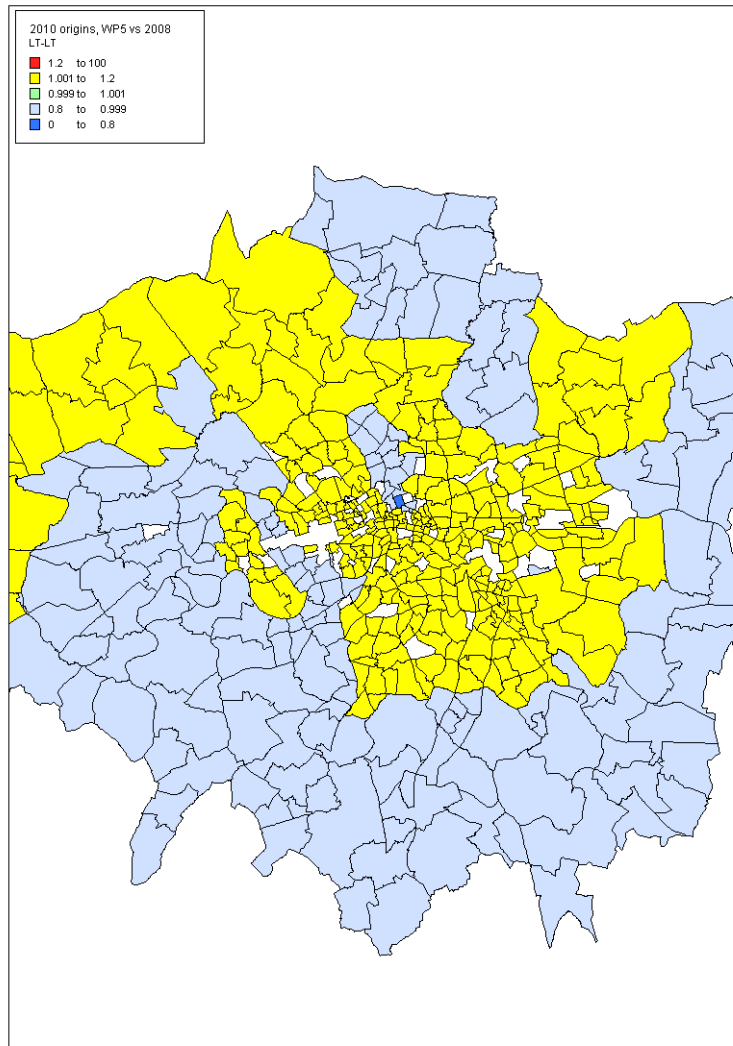 2010 origins, WP5 vs 2008
LT-LT
1.2 to 100
1.001 to 1.2
0.999 to 1.001
0.8 to 0.999
0 to 0.8